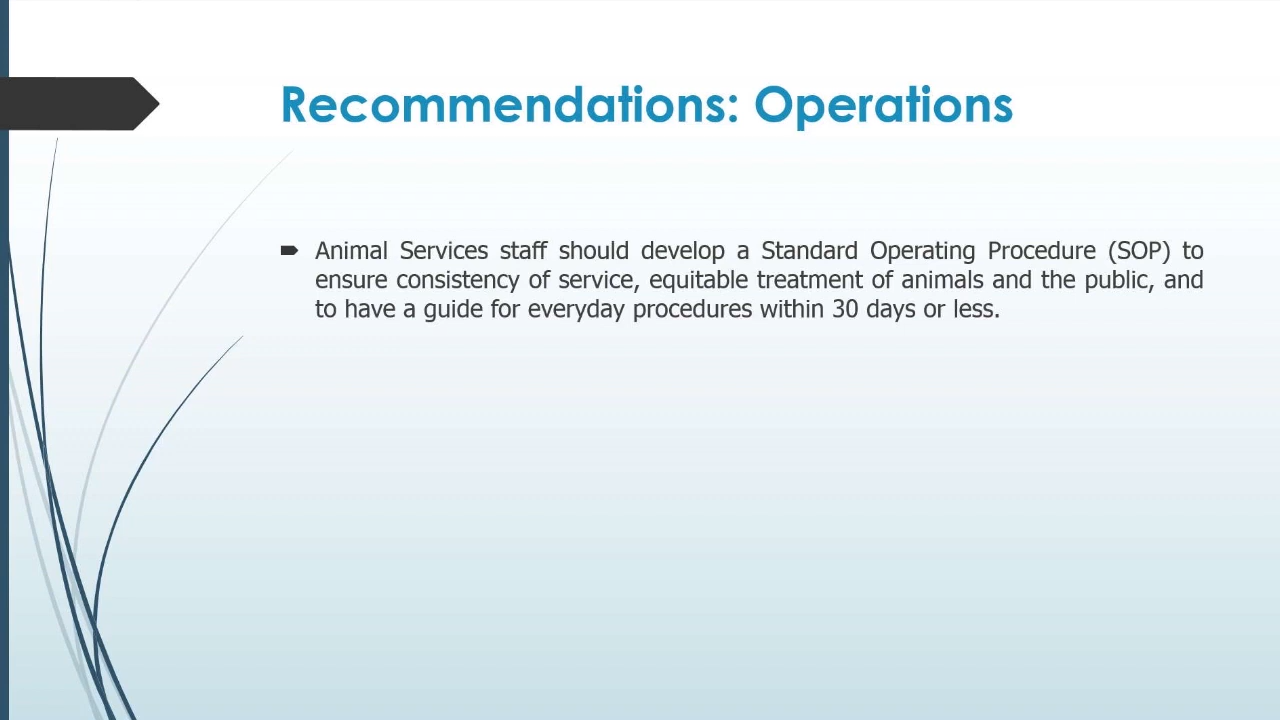 Recommendations: Operations
Animal Services staff should develop a Standard Operating Procedure (SOP) to
ensure consistency of service, equitable treatment of animals and the public, and
to have a guide for everyday procedures within 30 days or less.